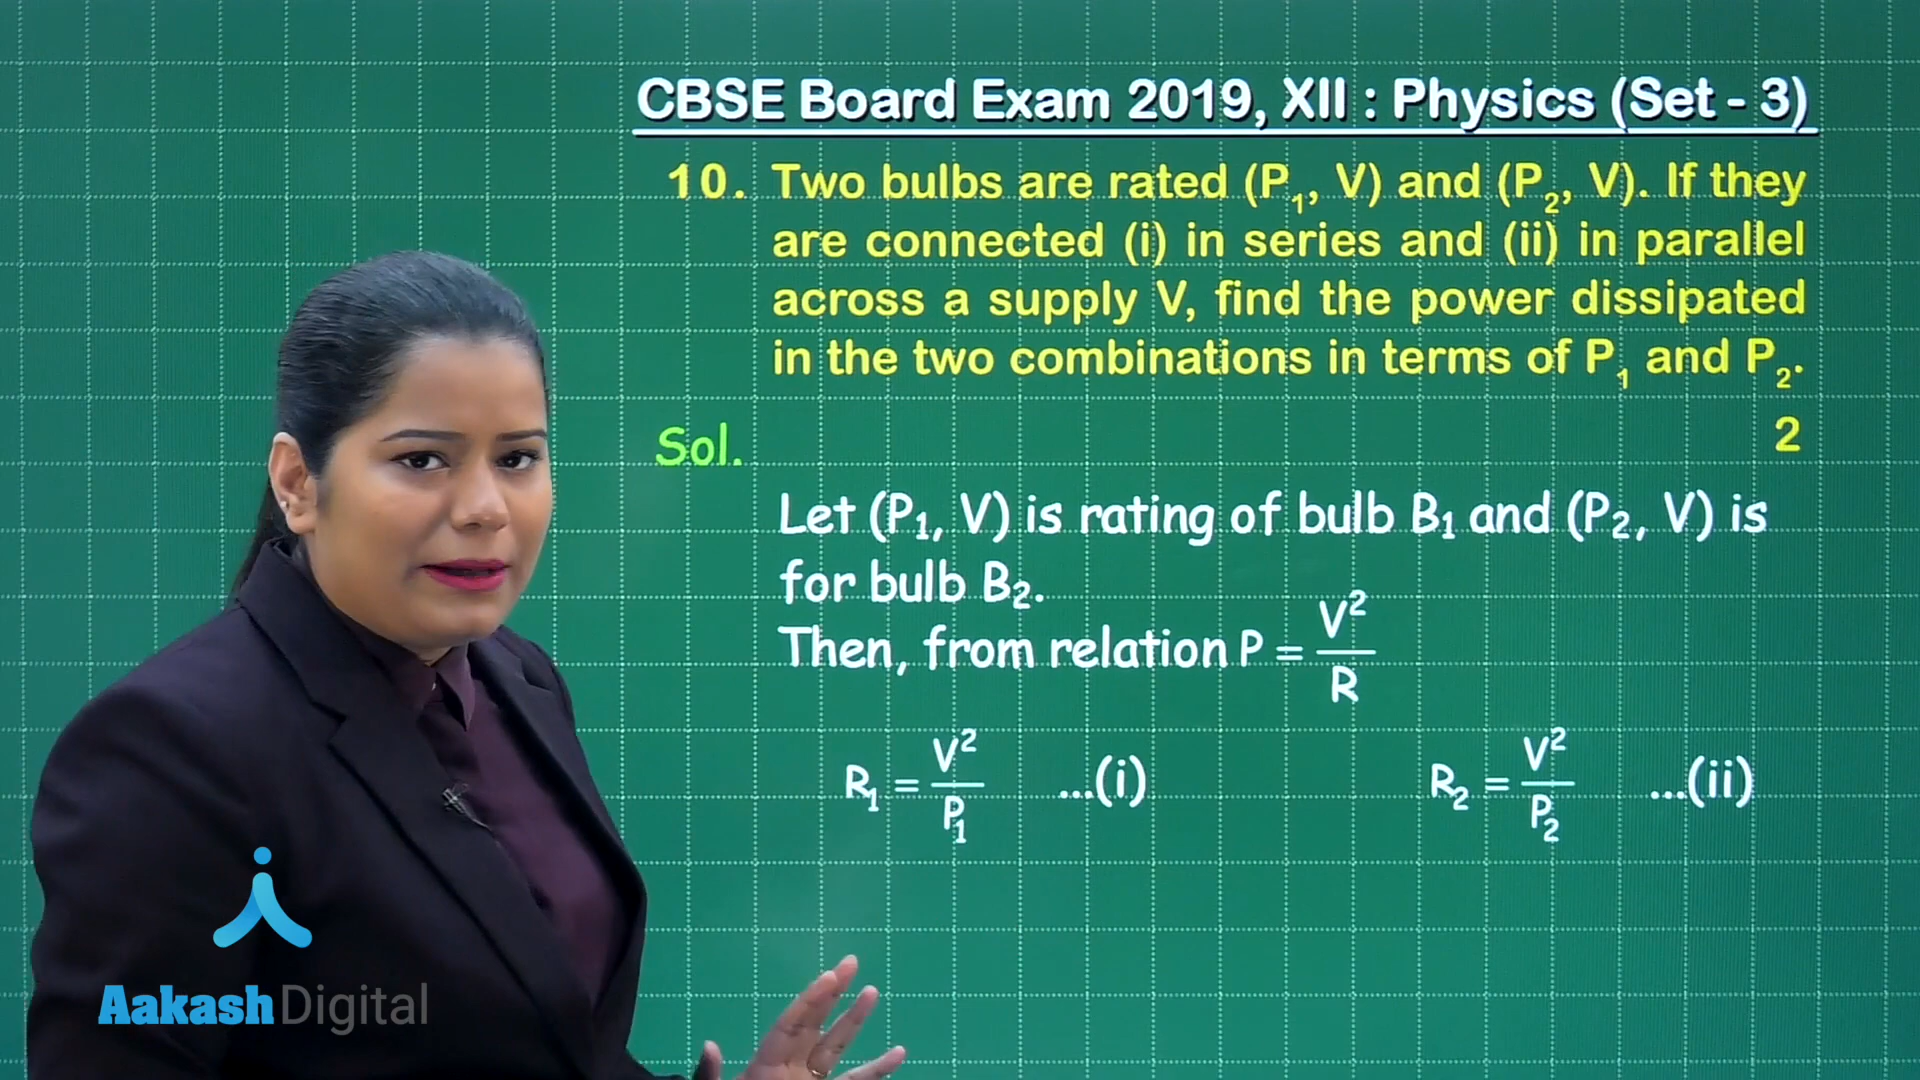 CBSE Board Exam 2019, XII : Physics (Set - 3)
10. Two bulbs are rated (P₁, V) and (P₂, V). If they
are connected (i) in series and (ii) in parallel
across a supply V, find the power dissipated
in the two combinations in terms of P₁ and P₂.
2
Sol.
Let (P₁, V) is rating of bulb B₁ and (P₂, V) is
for bulb B₂.
Then, from relation P = V²/R
R₁ = V²/P₁ ...(i) R₂ = V²/P₂ ...(ii)
Aakash Digital